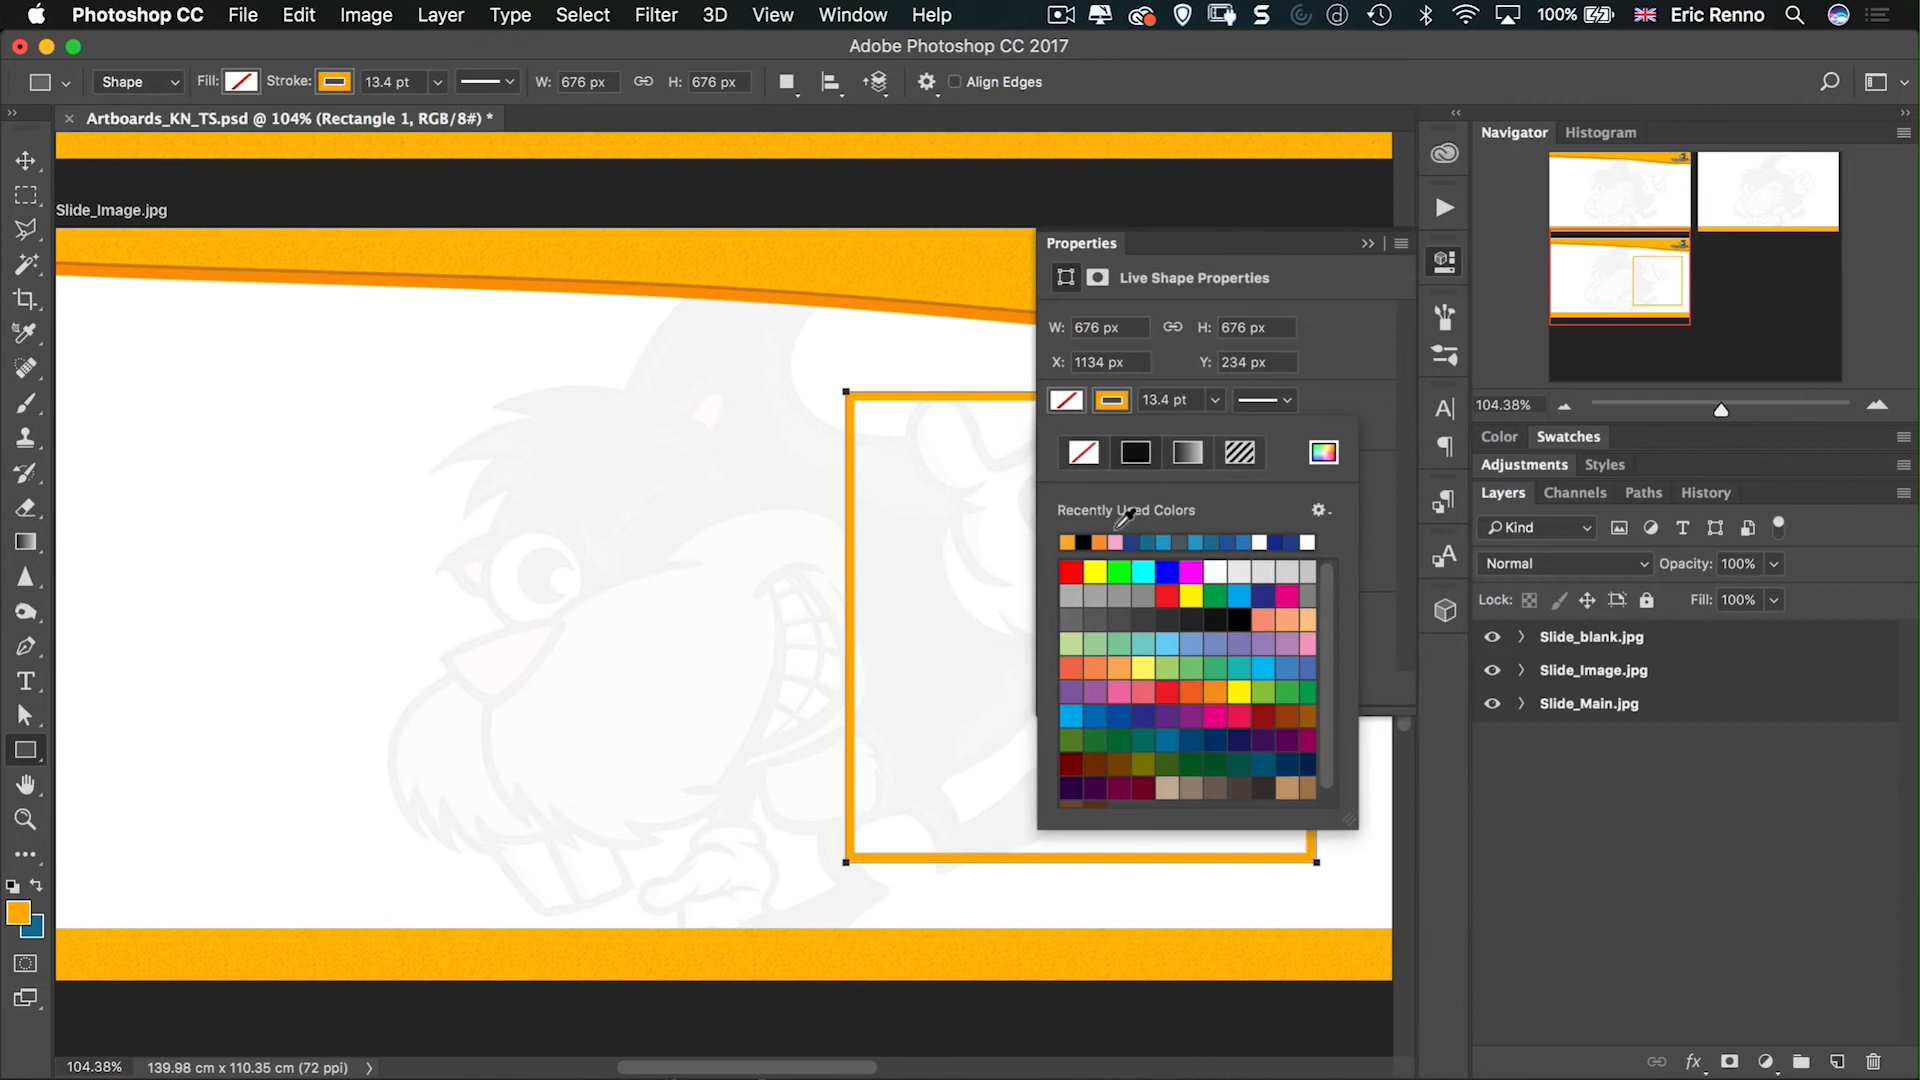 Photoshop CC File Edit Image Layer Type Select Filter 3D View Window Help 100% Eric Renno
Adobe Photoshop CC 2017
Shape Fill: Stroke: 13.4 pt W: 676 px H: 676 px Align Edges
Artboards_KN_TS.psd @ 104% (Rectangle 1, RGB/8#) *
Slide_Image.jpg
Properties
Live Shape Properties
W: 676 px H: 676 px
X: 1134 px Y: 234 px
13.4 pt
Recently Used Colors
Navigator Histogram
104.38%
Color Swatches
Adjustments Styles
Layers Channels Paths History
Kind
Normal Opacity: 100%
Lock: Fill: 100%
Slide_blank.jpg
Slide_Image.jpg
Slide_Main.jpg
104.38% 139.98 cm x 110.35 cm (72 ppi)